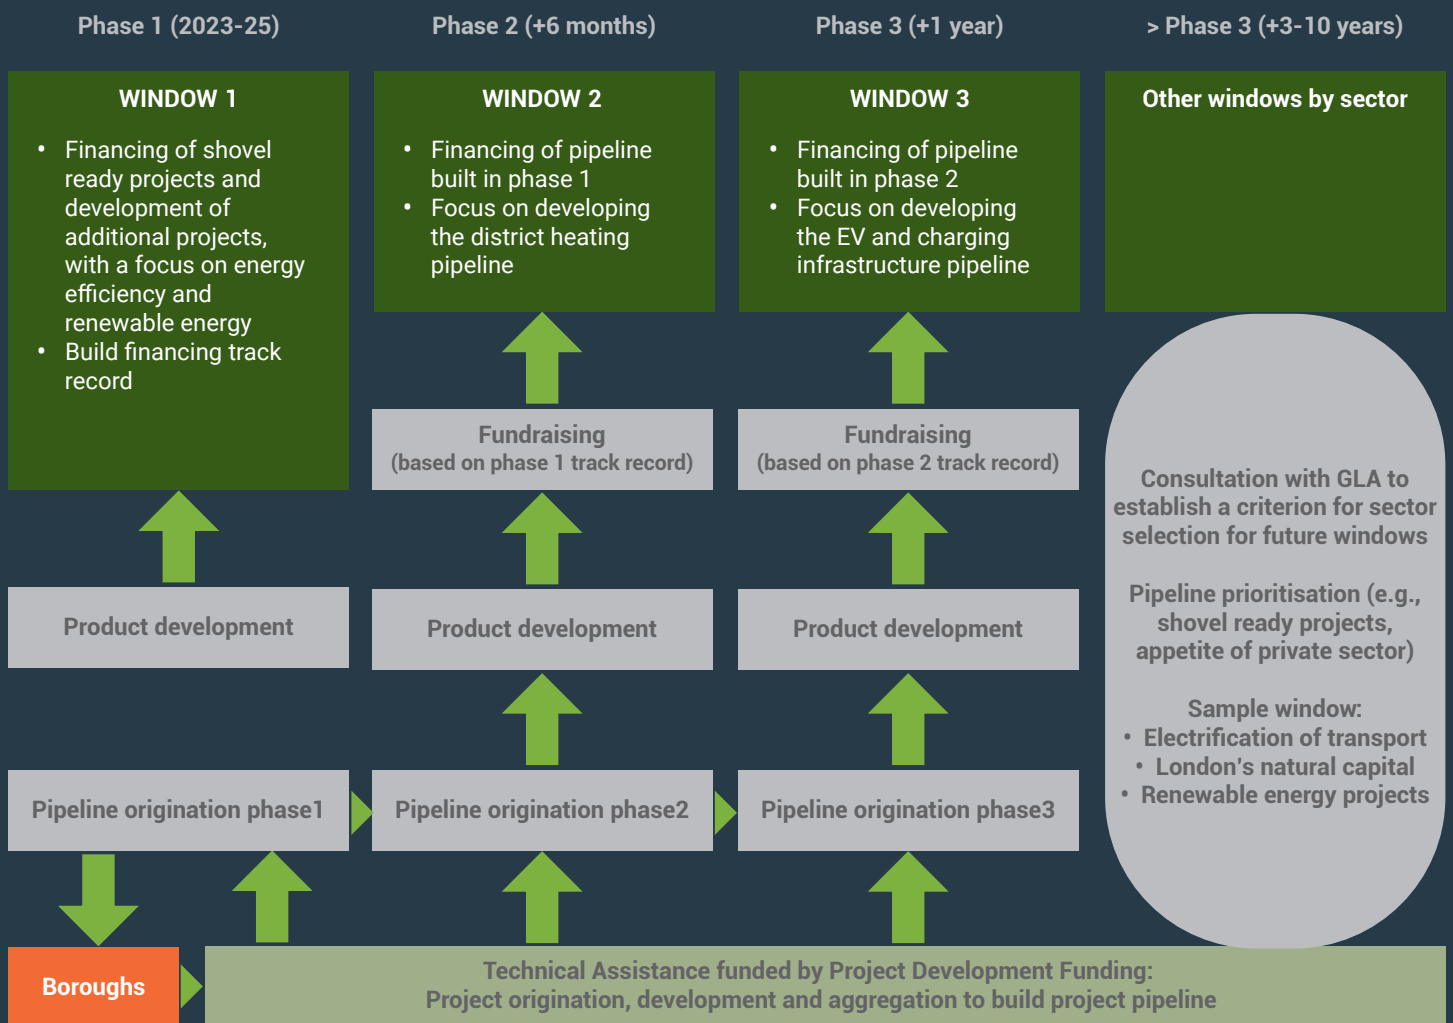 Phase 1 (2023-25)
Phase 2 (+6 months)
Phase 3 (+1 year)
> Phase 3 (+3-10 years)
WINDOW 1
• Financing of shovel
ready projects and
development of
additional projects,
with a focus on energy
efficiency and
renewable energy
• Build financing track
record
WINDOW 2
• Financing of pipeline
built in phase 1
• Focus on developing
the district heating
pipeline
WINDOW 3
• Financing of pipeline
built in phase 2
• Focus on developing
the EV and charging
infrastructure pipeline
Other windows by sector
Fundraising
(based on phase 1 track record)
Fundraising
(based on phase 2 track record)
Product development
Product development
Product development
Pipeline origination phase1
Pipeline origination phase2
Pipeline origination phase3
Consultation with GLA to
establish a criterion for sector
selection for future windows
Pipeline prioritisation (e.g.,
shovel ready projects,
appetite of private sector)
Sample window:
• Electrification of transport
• London's natural capital
• Renewable energy projects
Boroughs
Technical Assistance funded by Project Development Funding:
Project origination, development and aggregation to build project pipeline